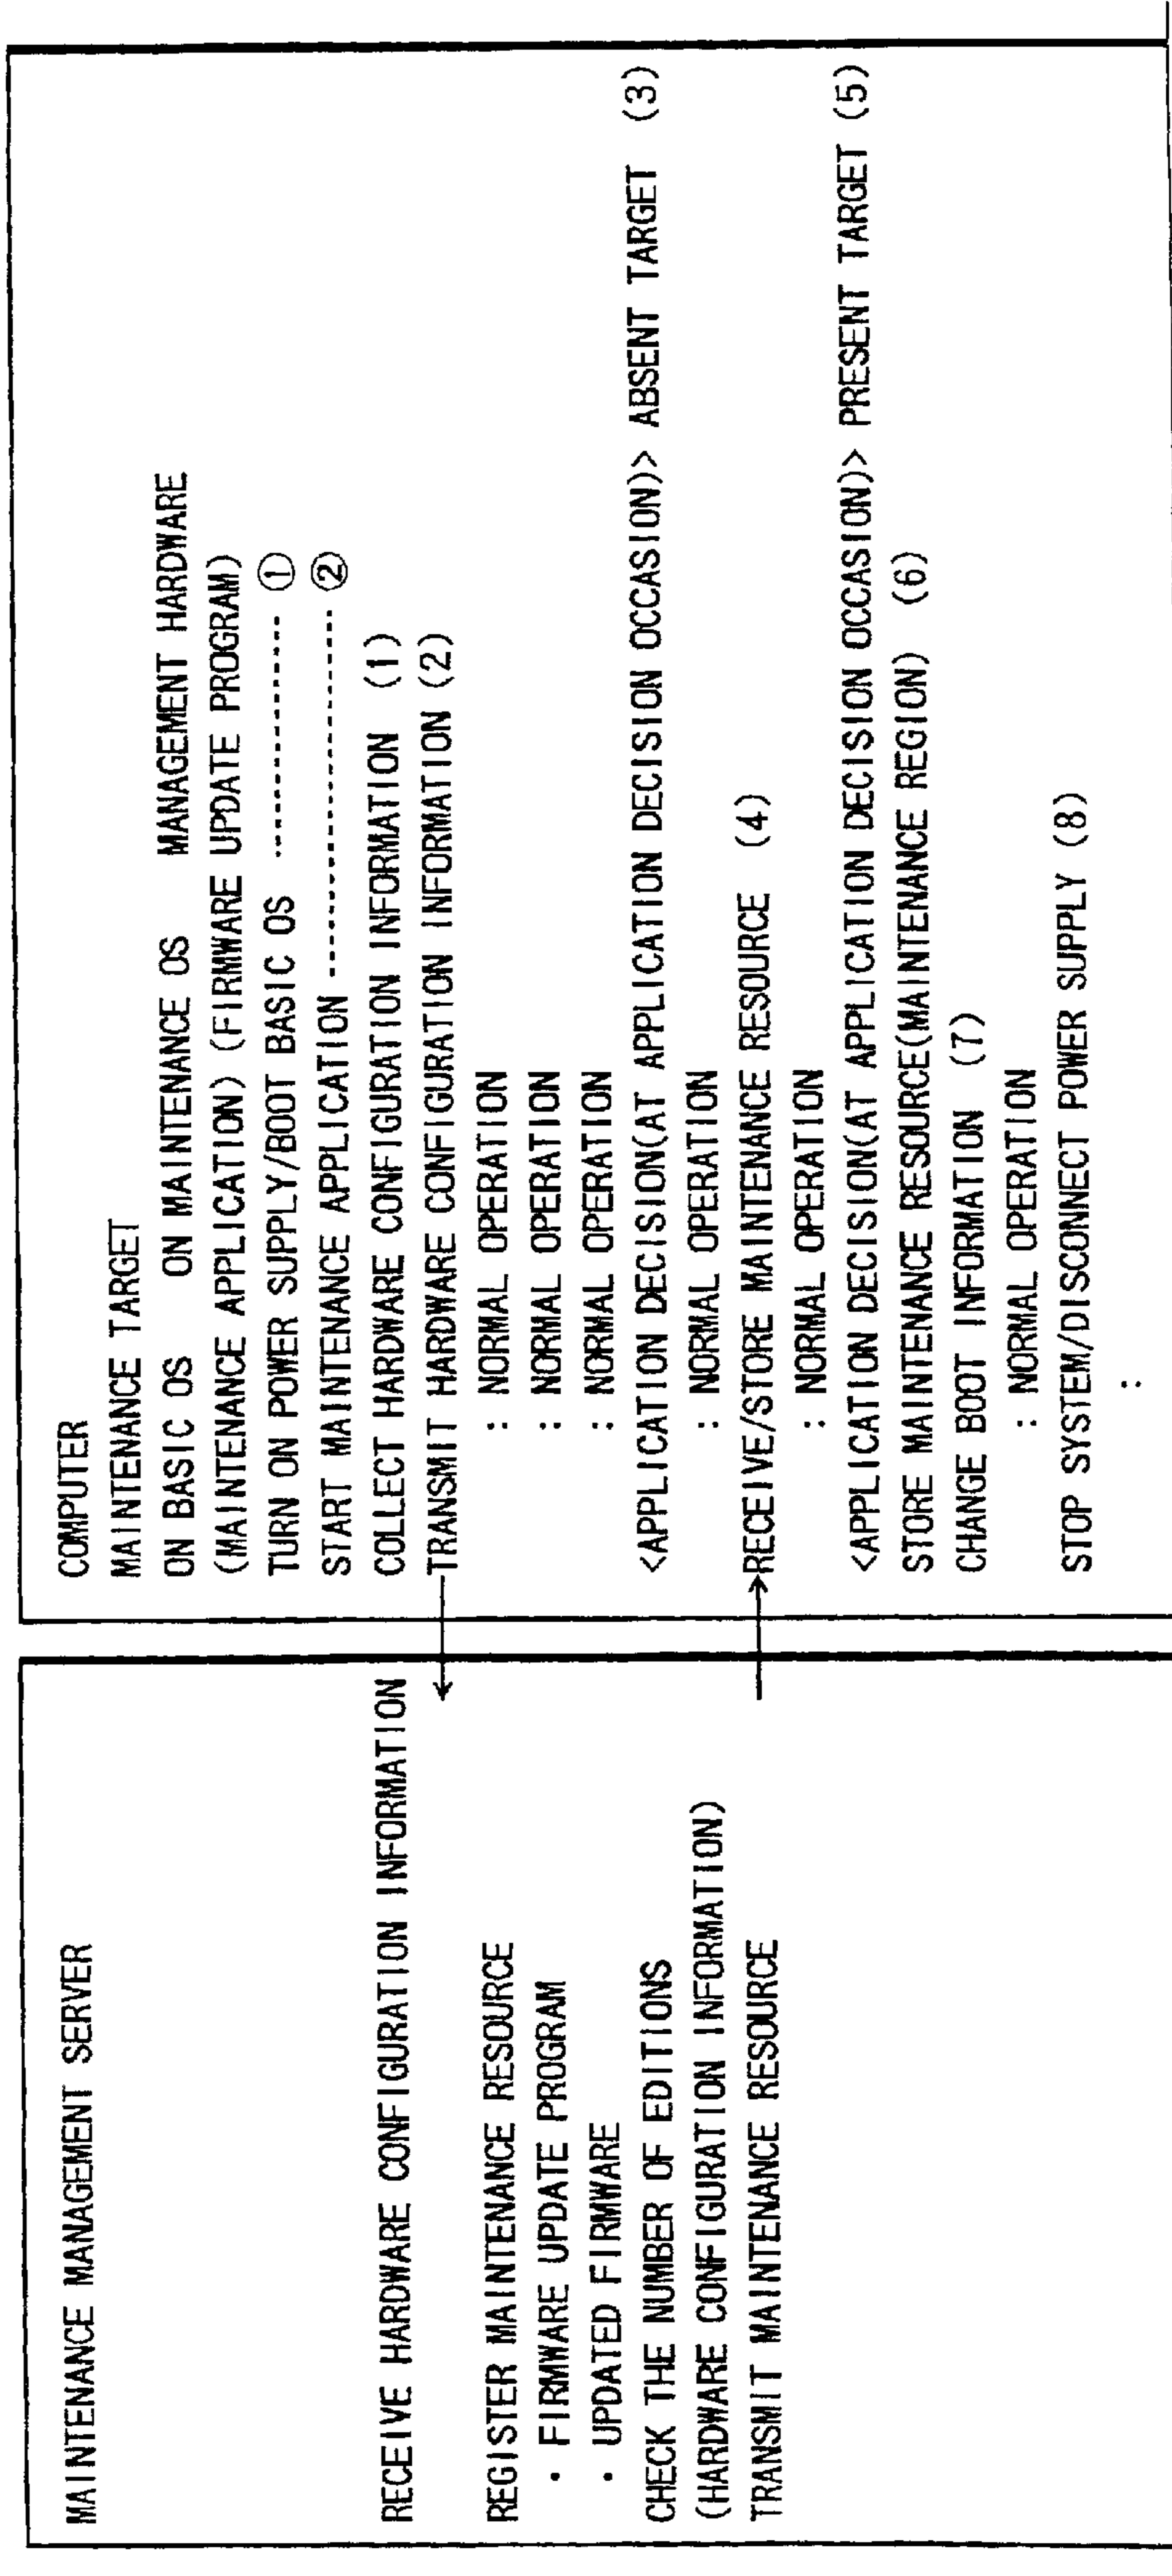 MAINTENANCE MANAGEMENT SERVER
RECEIVE HARDWARE CONFIGURATION INFORMATION
REGISTER MAINTENANCE RESOURCE
・ FIRMWARE UPDATE PROGRAM
・ UPDATED FIRMWARE
CHECK THE NUMBER OF EDITIONS
(HARDWARE CONFIGURATION INFORMATION)
TRANSMIT MAINTENANCE RESOURCE
COMPUTER
MAINTENANCE TARGET
ON BASIC OS ON MAINTENANCE OS MANAGEMENT HARDWARE
(MAINTENANCE APPLICATION) (FIRMWARE UPDATE PROGRAM)
TURN ON POWER SUPPLY/BOOT BASIC OS ---------------- ①
START MAINTENANCE APPLICATION ------------------------ ②
COLLECT HARDWARE CONFIGURATION INFORMATION (1)
TRANSMIT HARDWARE CONFIGURATION INFORMATION (2)
: NORMAL OPERATION
: NORMAL OPERATION
: NORMAL OPERATION
<APPLICATION DECISION(AT APPLICATION DECISION OCCASION)> ABSENT TARGET (3)
: NORMAL OPERATION
RECEIVE/STORE MAINTENANCE RESOURCE (4)
: NORMAL OPERATION
<APPLICATION DECISION(AT APPLICATION DECISION OCCASION)> PRESENT TARGET (5)
STORE MAINTENANCE RESOURCE(MAINTENANCE REGION) (6)
CHANGE BOOT INFORMATION (7)
: NORMAL OPERATION
STOP SYSTEM/DISCONNECT POWER SUPPLY (8)
: